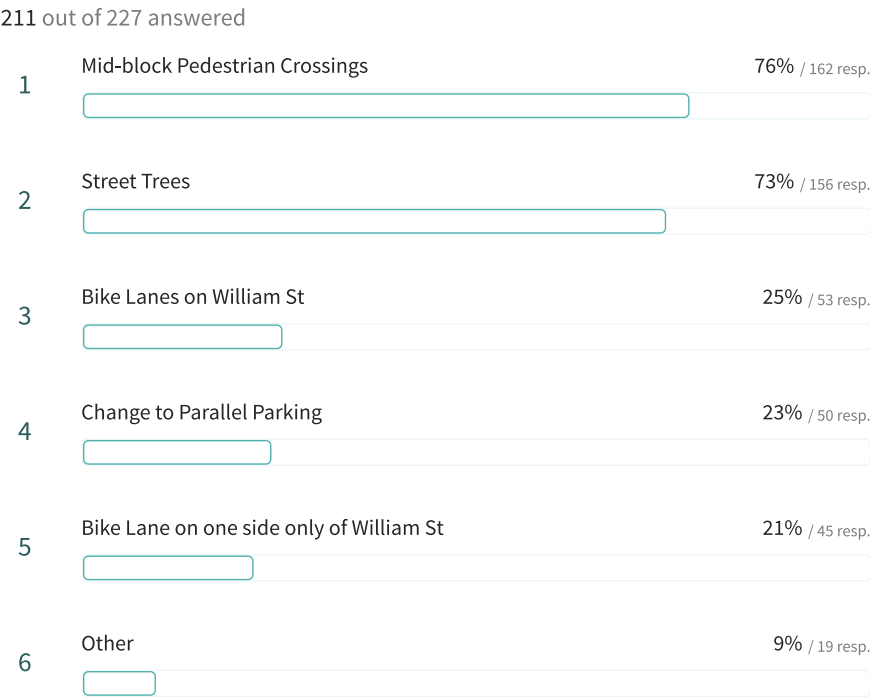 211 out of 227 answered
1 Mid-block Pedestrian Crossings 76% / 162 resp.
2 Street Trees 73% / 156 resp.
3 Bike Lanes on William St 25% / 53 resp.
4 Change to Parallel Parking 23% / 50 resp.
5 Bike Lane on one side only of William St 21% / 45 resp.
6 Other 9% / 19 resp.